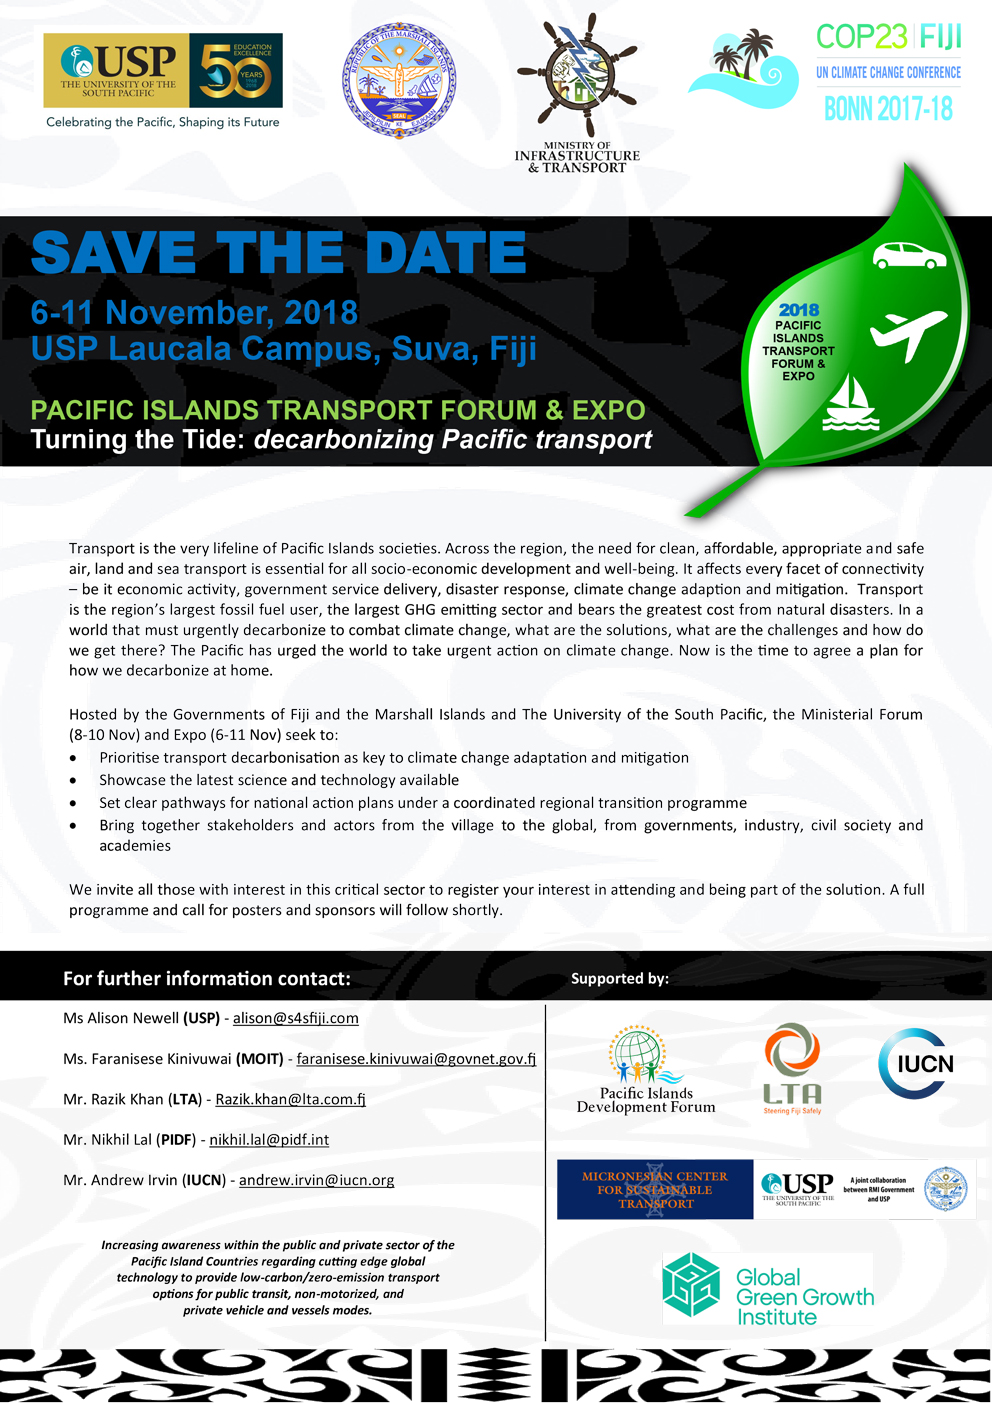 USP
THE UNIVERSITY OF THE
SOUTH PACIFIC
EDUCATION
EXCELLENCE
50
YEARS
Celebrating the Pacific, Shaping its Future
SEAL
MINISTRY OF
INFRASTRUCTURE
& TRANSPORT
COP23 FIJI
UN CLIMATE CHANGE CONFERENCE
BONN 2017-18
SAVE THE DATE
6-11 November, 2018
USP Laucala Campus, Suva, Fiji
PACIFIC ISLANDS TRANSPORT FORUM & EXPO
Turning the Tide: decarbonizing Pacific transport
2018
PACIFIC
ISLANDS
TRANSPORT
FORUM &
EXPO
Transport is the very lifeline of Pacific Islands societies. Across the region, the need for clean, affordable, appropriate and safe
air, land and sea transport is essential for all socio-economic development and well-being. It affects every facet of connectivity
– be it economic activity, government service delivery, disaster response, climate change adaption and mitigation. Transport
is the region's largest fossil fuel user, the largest GHG emitting sector and bears the greatest cost from natural disasters. In a
world that must urgently decarbonize to combat climate change, what are the solutions, what are the challenges and how do
we get there? The Pacific has urged the world to take urgent action on climate change. Now is the time to agree a plan for
how we decarbonize at home.
Hosted by the Governments of Fiji and the Marshall Islands and The University of the South Pacific, the Ministerial Forum
(8-10 Nov) and Expo (6-11 Nov) seek to:
• Prioritise transport decarbonisation as key to climate change adaptation and mitigation
• Showcase the latest science and technology available
• Set clear pathways for national action plans under a coordinated regional transition programme
• Bring together stakeholders and actors from the village to the global, from governments, industry, civil society and
academies
We invite all those with interest in this critical sector to register your interest in attending and being part of the solution. A full
programme and call for posters and sponsors will follow shortly.
For further information contact:
Ms Alison Newell (USP) - alison@s4sfiji.com
Ms. Faranisese Kinivuwai (MOIT) - faranisese.kinivuwai@govnet.gov.fj
Mr. Razik Khan (LTA) - Razik.khan@lta.com.fj
Mr. Nikhil Lal (PIDF) - nikhil.lal@pidf.int
Mr. Andrew Irvin (IUCN) - andrew.irvin@iucn.org
Increasing awareness within the public and private sector of the
Pacific Island Countries regarding cutting edge global
technology to provide low-carbon/zero-emission transport
options for public transit, non-motorized, and
private vehicle and vessels modes.
Supported by:
Pacific Islands
Development Forum
LTA
Steering Fiji Safely
IUCN
MICRONESIAN CENTER
FOR SUSTAINABLE
TRANSPORT
USP
THE UNIVERSITY OF THE
SOUTH PACIFIC
A joint collaboration
between RMI Government
and USP
Global
Green Growth
Institute